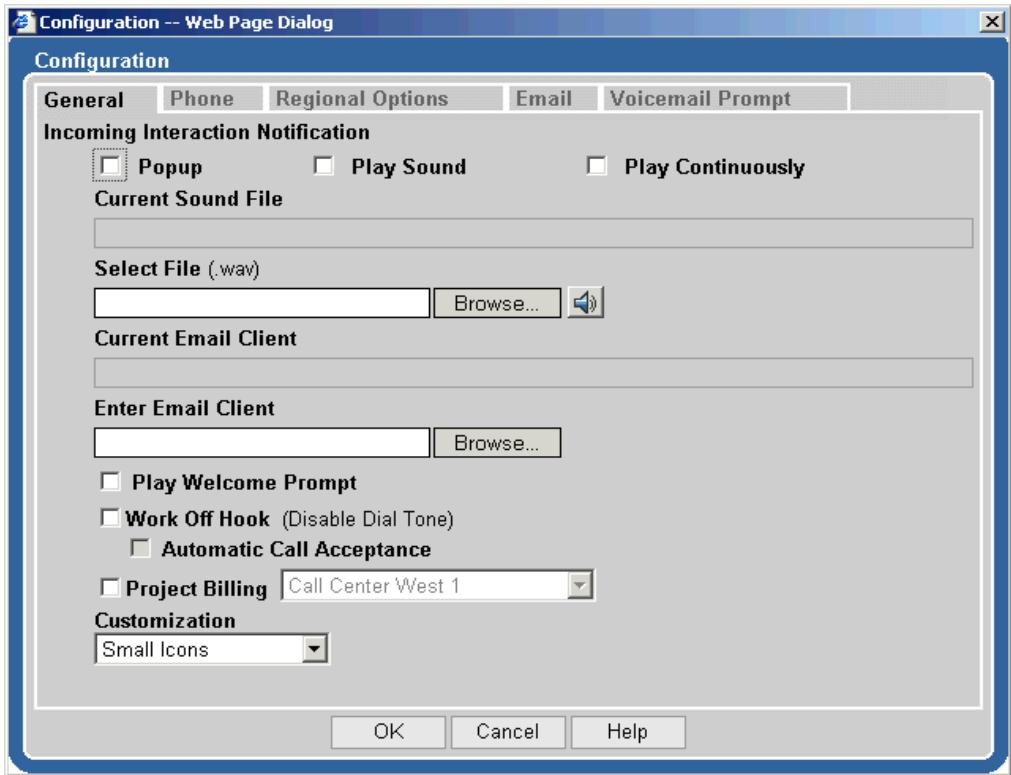 Configuration -- Web Page Dialog
Configuration
General Phone Regional Options Email Voicemail Prompt
Incoming Interaction Notification
Popup Play Sound Play Continuously
Current Sound File
Select File (.wav)
Browse...
Current Email Client
Enter Email Client
Browse...
Play Welcome Prompt
Work Off Hook (Disable Dial Tone)
Automatic Call Acceptance
Project Billing Call Center West 1
Customization
Small Icons
OK Cancel Help